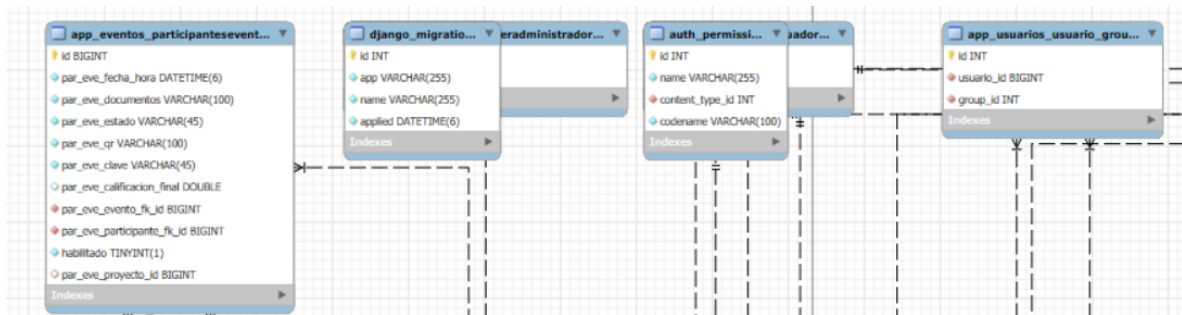 app_eventos_participantesevent...
id BIGINT
par_eve_fecha_hora DATETIME(6)
par_eve_documentos VARCHAR(100)
par_eve_estado VARCHAR(45)
par_eve_qr VARCHAR(100)
par_eve_clave VARCHAR(45)
par_eve_calificacion_final DOUBLE
par_eve_evento_fk_id BIGINT
par_eve_participante_fk_id BIGINT
habilitado TINYINT(1)
par_eve_proyecto_id BIGINT
Indexes
django_migratio...
id INT
app VARCHAR(255)
name VARCHAR(255)
applied DATETIME(6)
Indexes
eradministrador...
auth_permissi...
id INT
name VARCHAR(255)
content_type_id INT
codename VARCHAR(100)
Indexes
uador...
app_usuarios_usuario_grou...
id INT
usuario_id BIGINT
group_id INT
Indexes